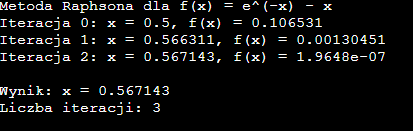 Metoda Raphsona dla f(x) = e^(-x) - x
Iteracja 0: x = 0.5, f(x) = 0.106531
Iteracja 1: x = 0.566311, f(x) = 0.00130451
Iteracja 2: x = 0.567143, f(x) = 1.9648e-07
Wynik: x = 0.567143
Liczba iteracji: 3